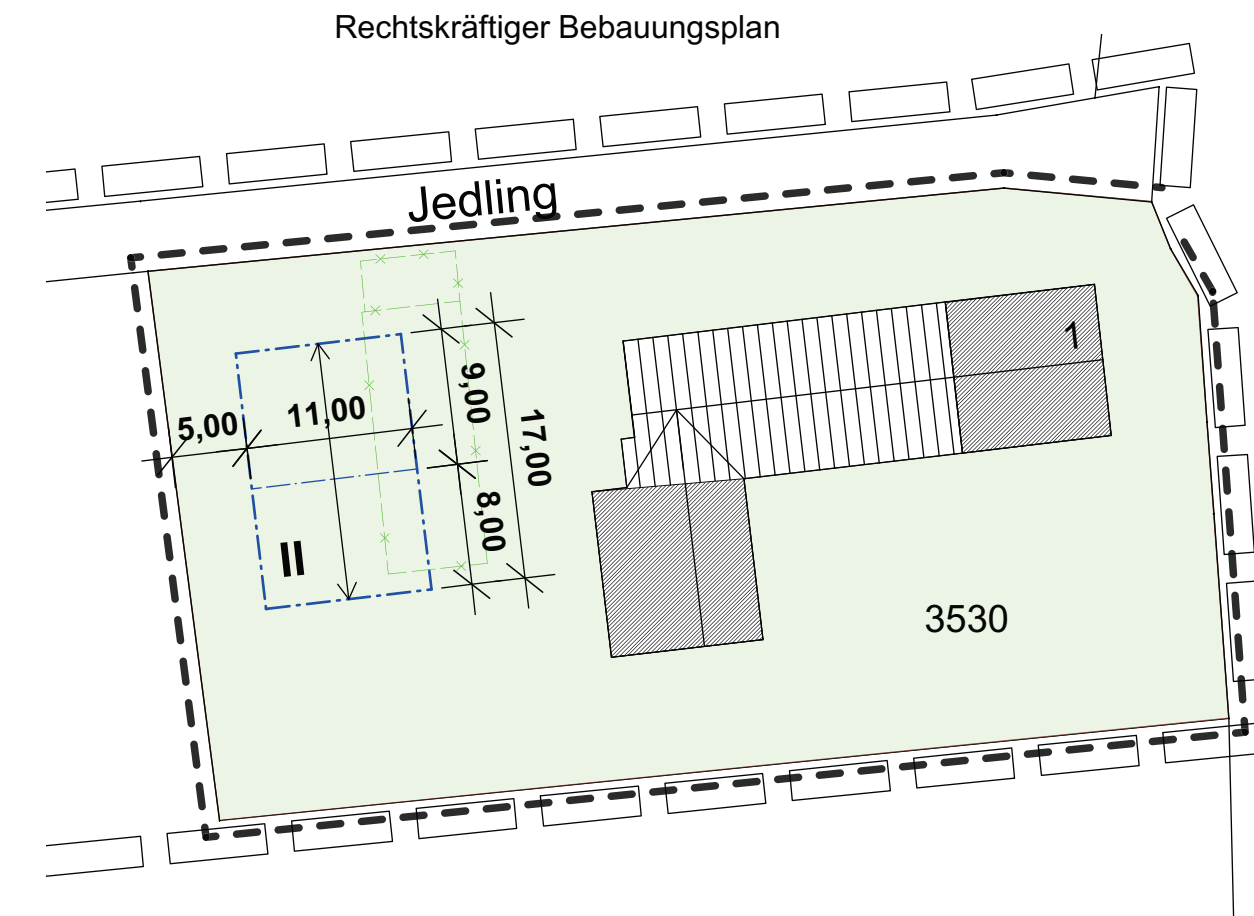 Rechtskräftiger Bebauungsplan
Jedling
1
9,00
5,00
11,00
17,00
8,00
II
3530